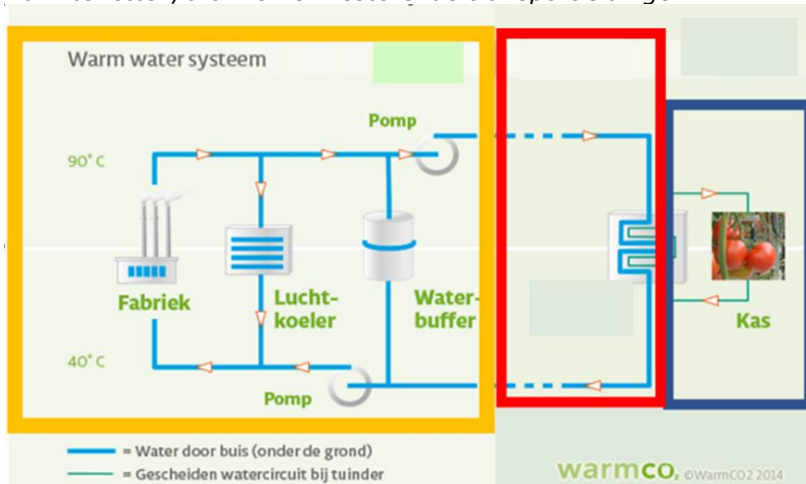 Warm water systeem
Pomp
90° C
Fabriek
Lucht-
koeler
Water-
buffer
Kas
40° C
Pomp
= Water door buis (onder de grond)
= Gescheiden watercircuit bij tuinder
warmco, ©WarmCO2 2014